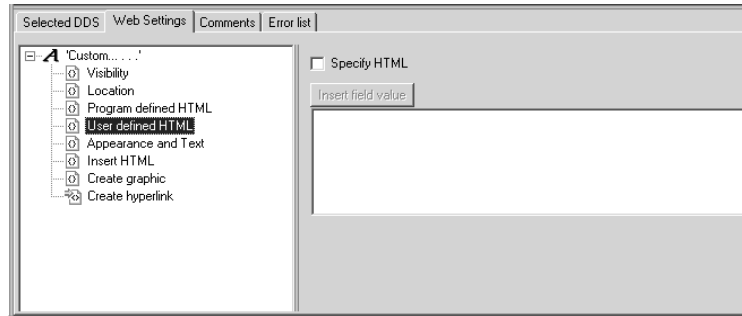 Selected DDS Web Settings Comments Error list
'Custom... . . .'
Visibility
Location
Program defined HTML
User defined HTML
Appearance and Text
Insert HTML
Create graphic
Create hyperlink
Specify HTML
Insert field value